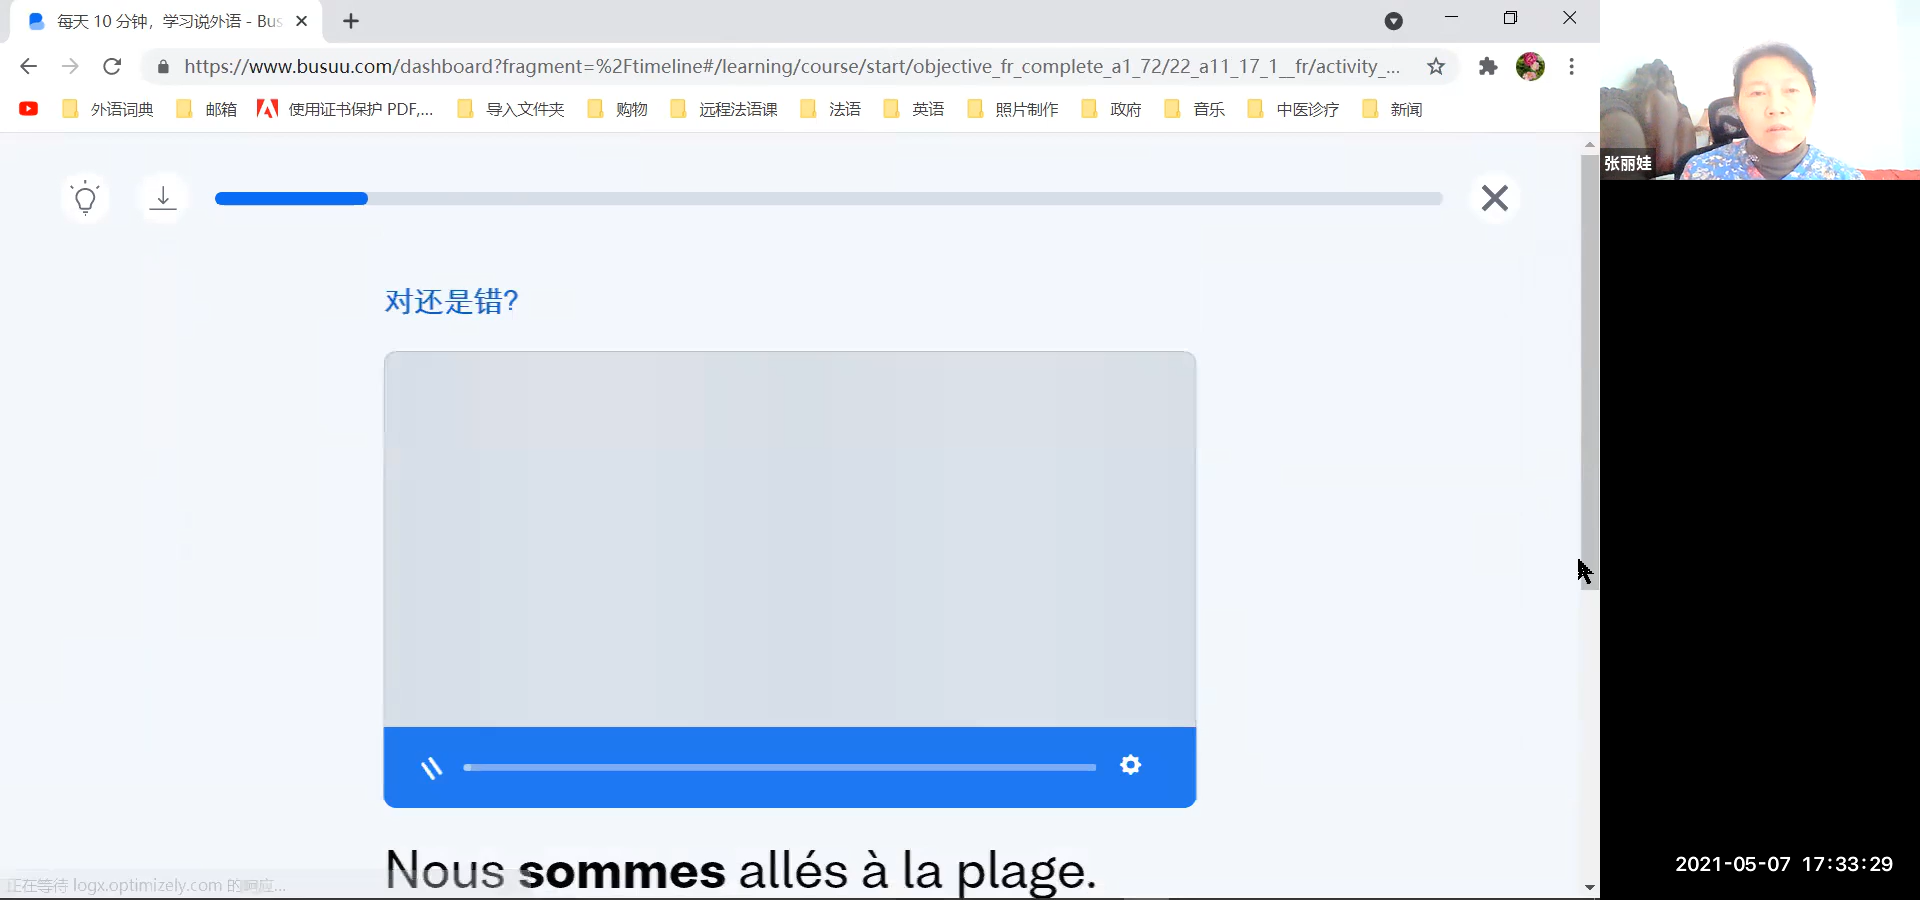 每天 10 分钟，学习说外语 - Bus
https://www.busuu.com/dashboard?fragment=%2Ftimeline#/learning/course/start/objective_fr_complete_a1_72/22_a11_17_1__fr/activity_...
外语词典 邮箱 使用证书保护 PDF,... 导入文件夹 购物 远程法语课 法语 英语 照片制作 政府 音乐 中医诊疗 新闻
张丽娃
对还是错?
Nous sommes allés à la plage.
正在等待 logx.optimizely.com 的响应...
2021-05-07 17:33:29